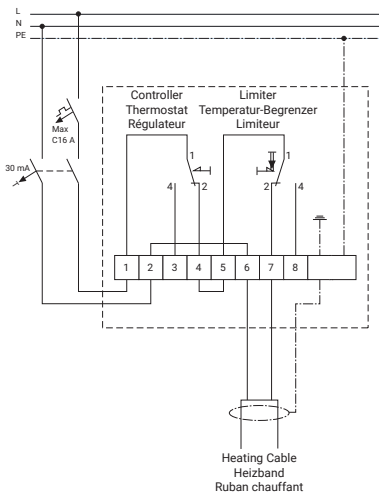 L
N
PE
Controller
Thermostat
Régulateur
Limiter
Temperatur-Begrenzer
Limiteur
Max
C16 A
30 mA
1
4
2
1
2
4
1 2 3 4 5 6 7 8
Heating Cable
Heizband
Ruban chauffant